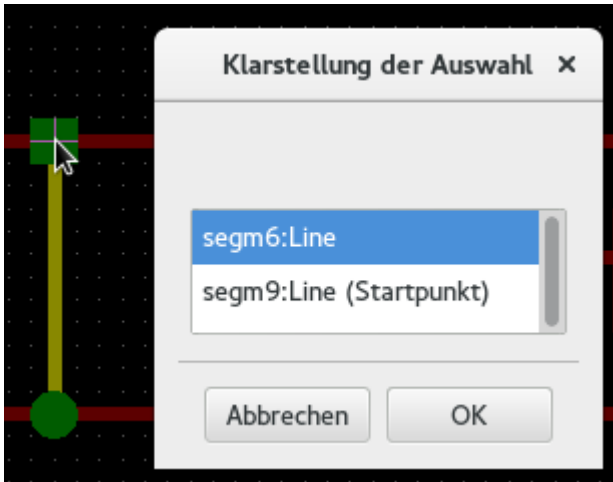 Klarstellung der Auswahl
segm6:Line
segm9:Line (Startpunkt)
Abbrechen
OK